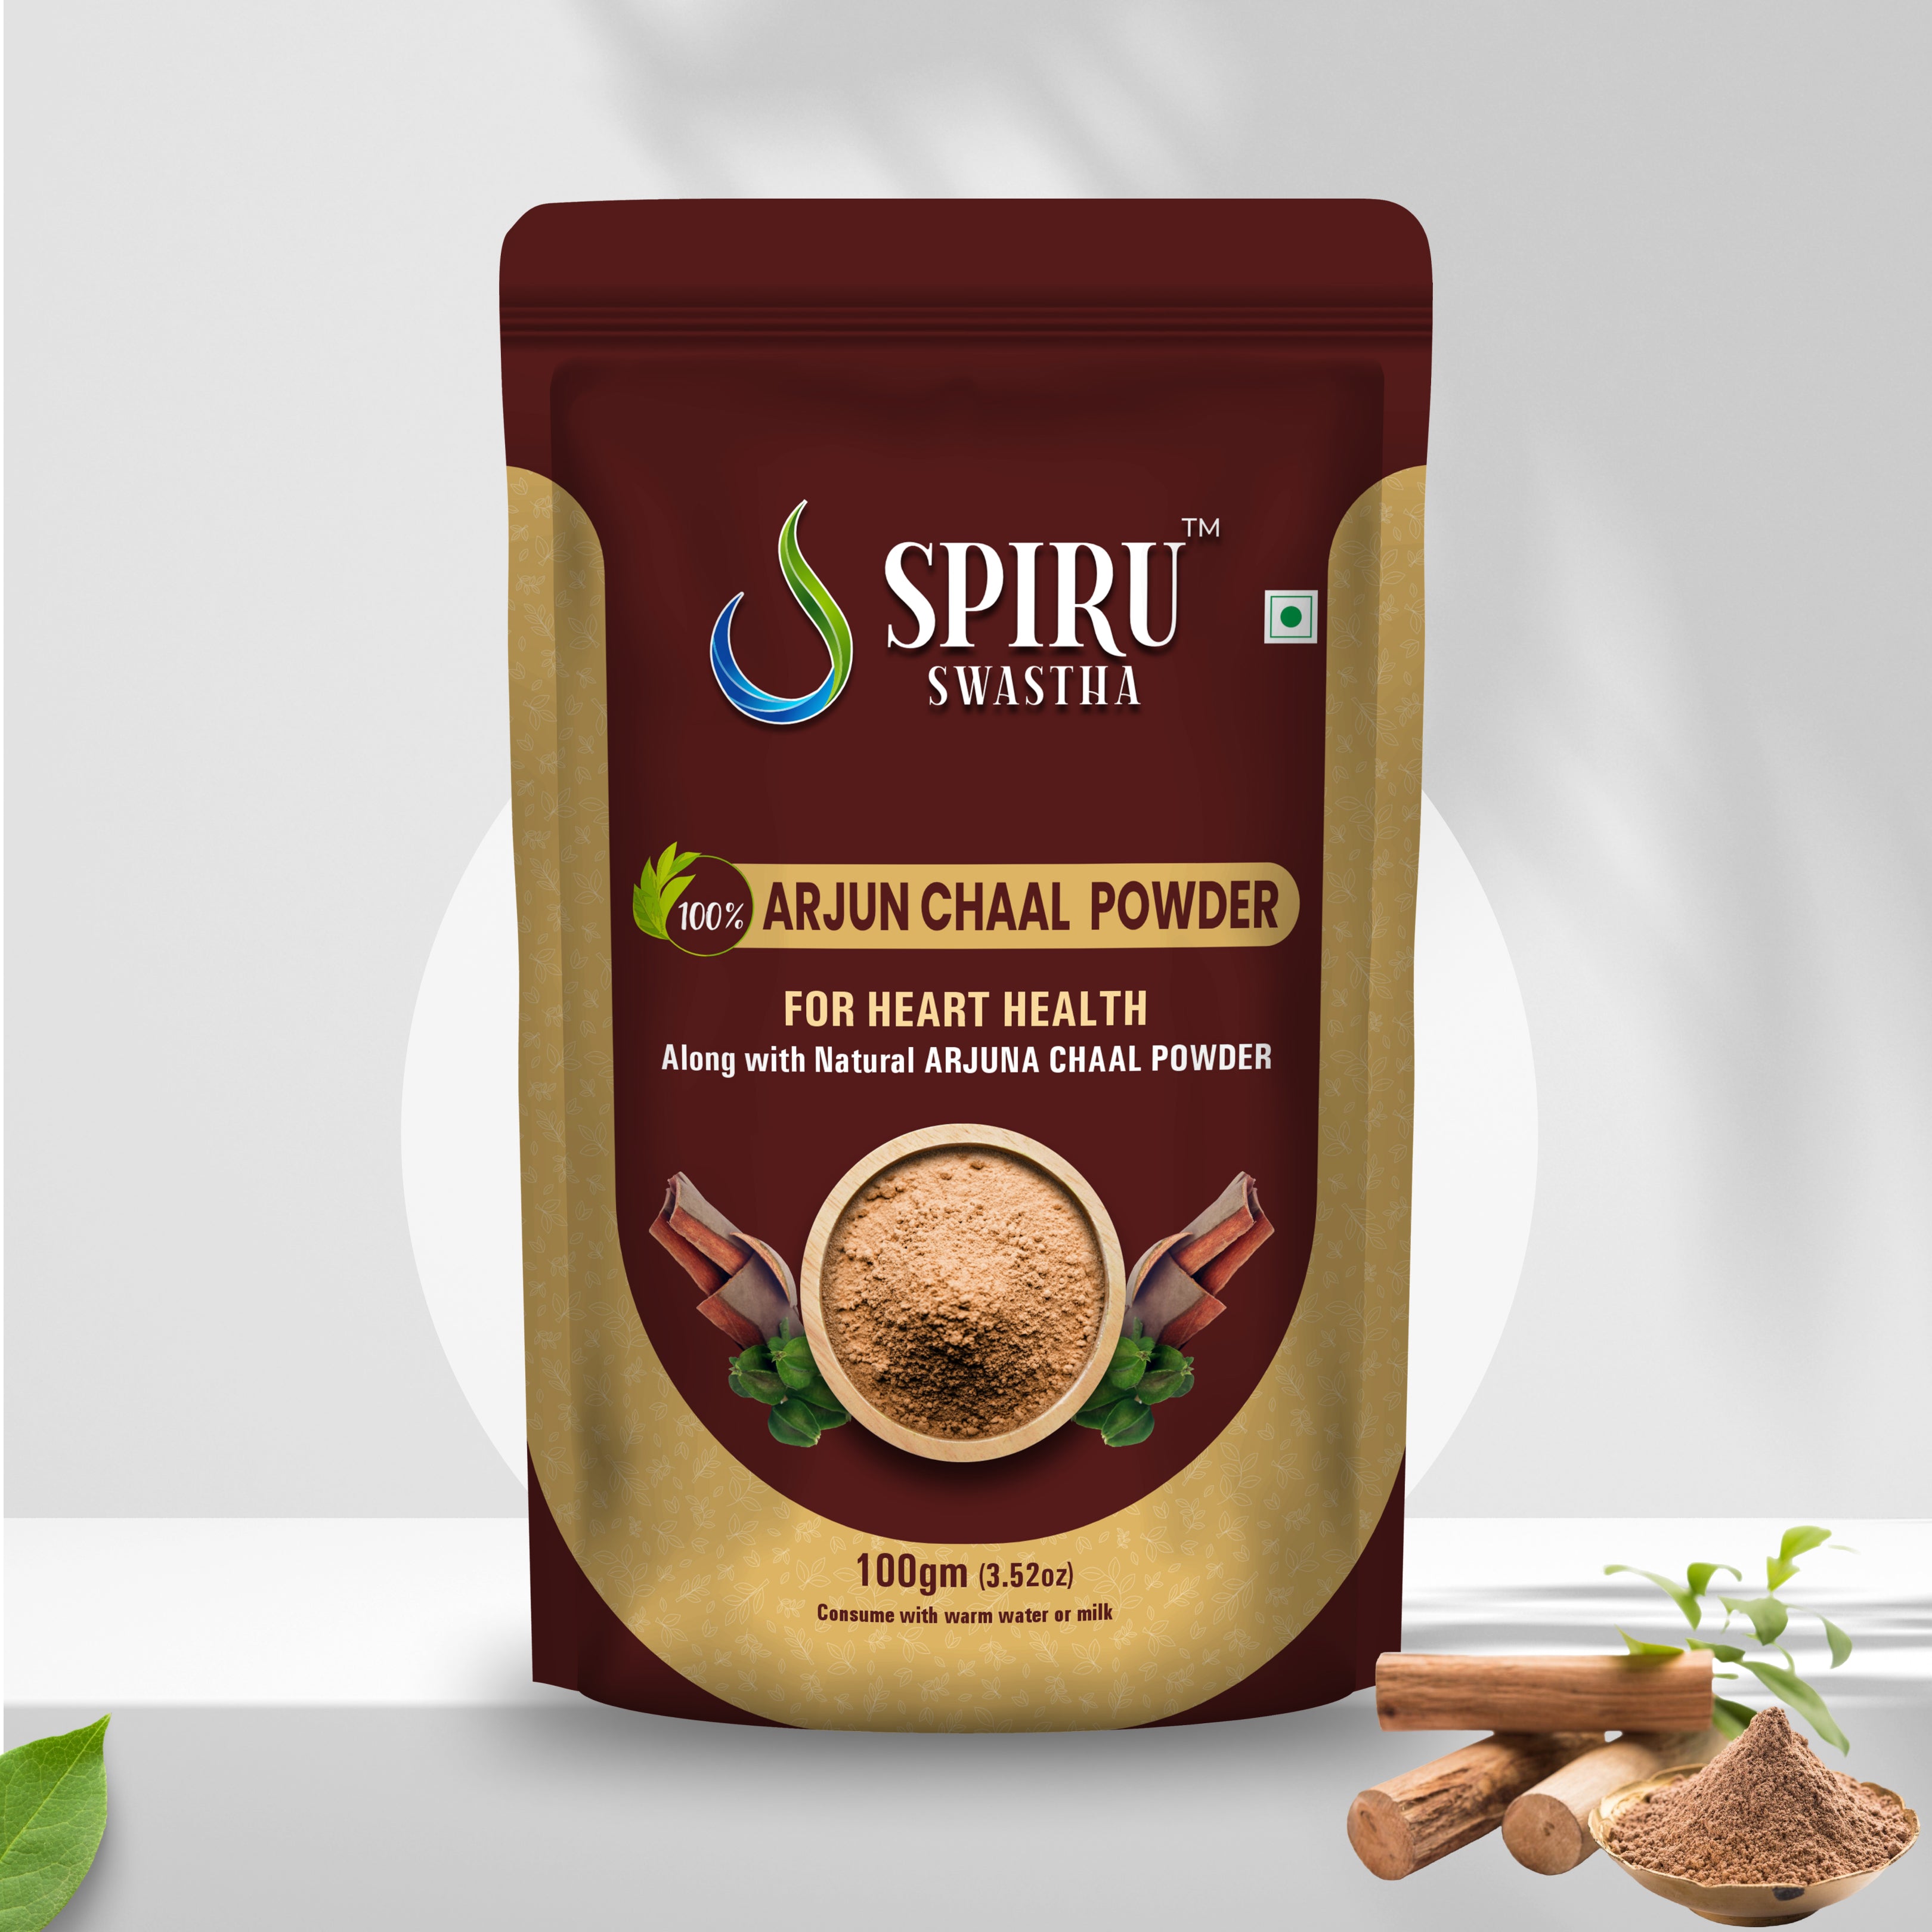 SPIRU™
SWASTHA
100% ARJUN CHAAL POWDER
FOR HEART HEALTH
Along with Natural ARJUNA CHAAL POWDER
100gm (3.52oz)
Consume with warm water or milk